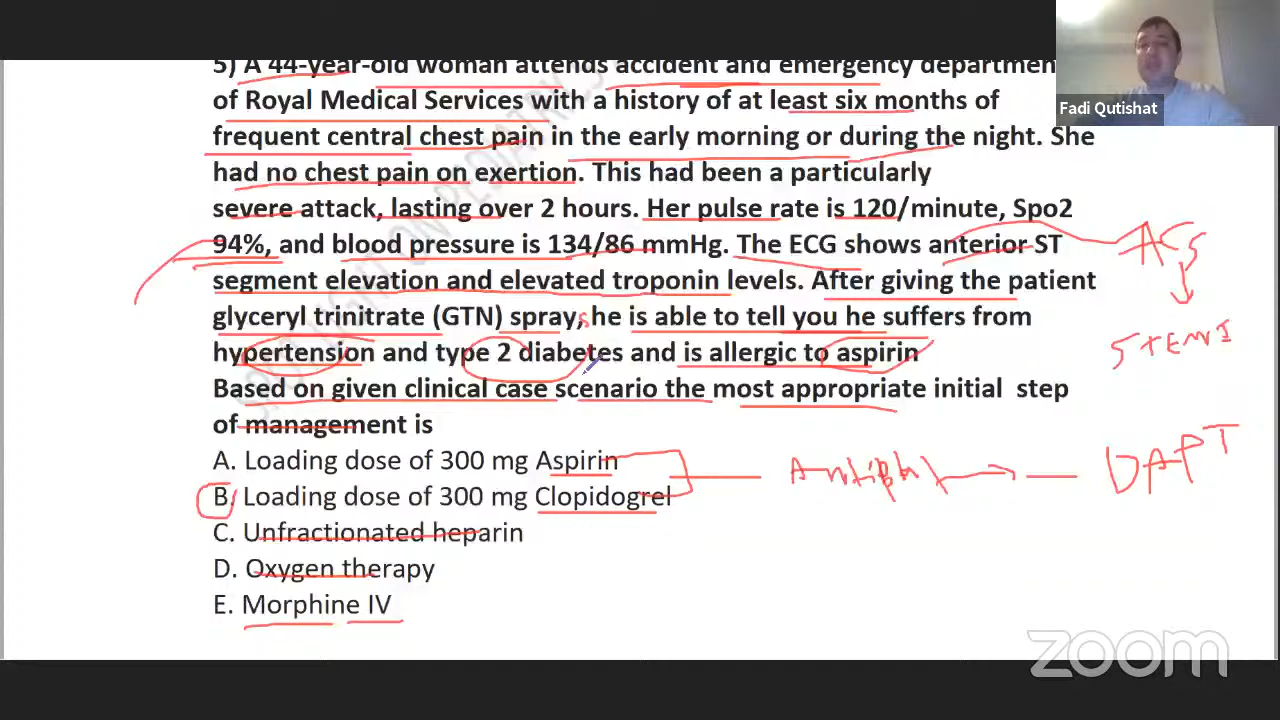 5) A 44-year-old woman attends accident and emergency departmen
of Royal Medical Services with a history of at least six months of
Fadi Qutishat
frequent central chest pain in the early morning or during the night. She
had no chest pain on exertion. This had been a particularly
severe attack, lasting over 2 hours. Her pulse rate is 120/minute, Spo2
94%, and blood pressure is 134/86 mmHg. The ECG shows anterior ST
ACS
segment elevation and elevated troponin levels. After giving the patient
glyceryl trinitrate (GTN) spray, she is able to tell you he suffers from
STEMI
hypertension and type 2 diabetes and is allergic to aspirin
Based on given clinical case scenario the most appropriate initial step
of management is
A. Loading dose of 300 mg Aspirin
DAPT
B. Loading dose of 300 mg Clopidogrel
C. Unfractionated heparin
D. Oxygen therapy
E. Morphine IV
zoom